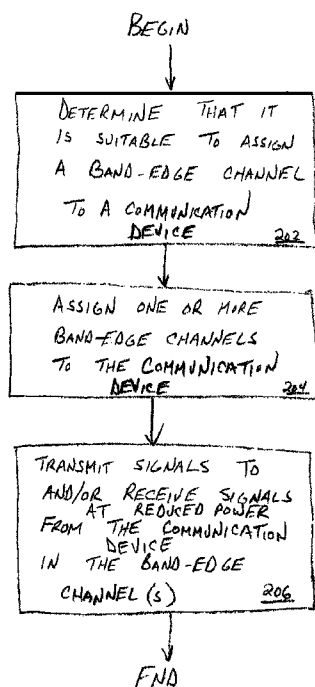 BEGIN
DETERMINE THAT IT
IS SUITABLE TO ASSIGN
A BAND-EDGE CHANNEL
TO A COMMUNICATION
DEVICE
202
ASSIGN ONE OR MORE
BAND-EDGE CHANNELS
TO THE COMMUNICATION
DEVICE
204
TRANSMIT SIGNALS TO
AND/OR RECEIVE SIGNALS
AT REDUCED POWER
FROM THE COMMUNICATION
DEVICE
IN THE BAND-EDGE
CHANNEL(S)
206
END